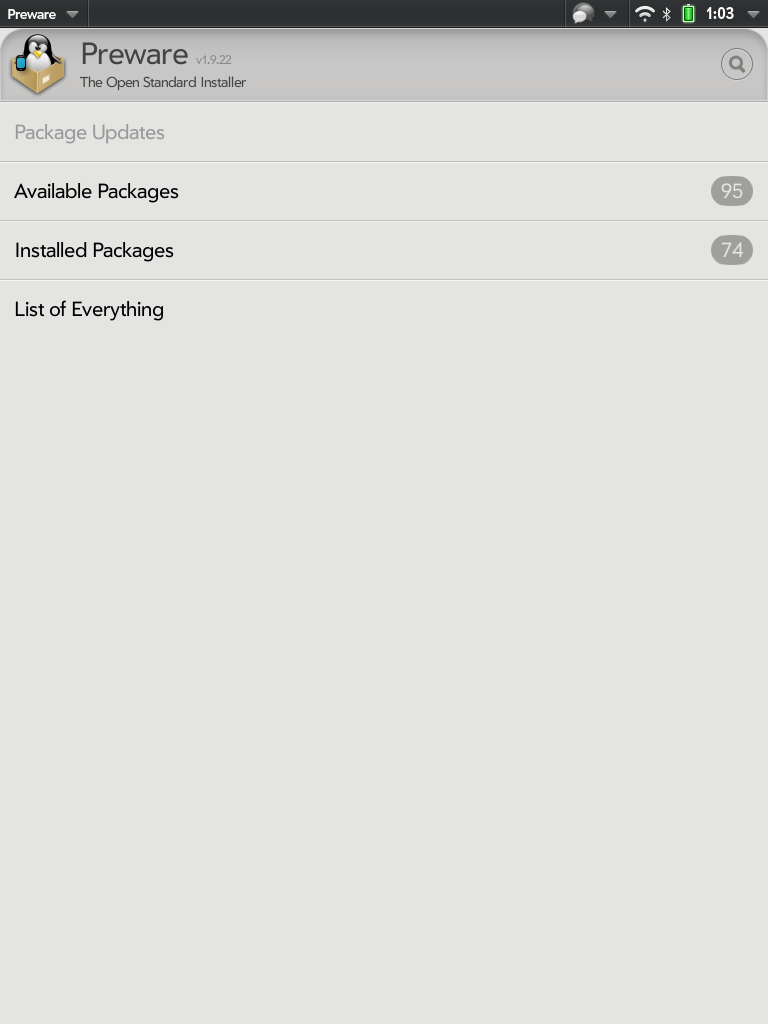 Preware
1:03
Preware v1.9.22
The Open Standard Installer
Package Updates
Available Packages 95
Installed Packages 74
List of Everything